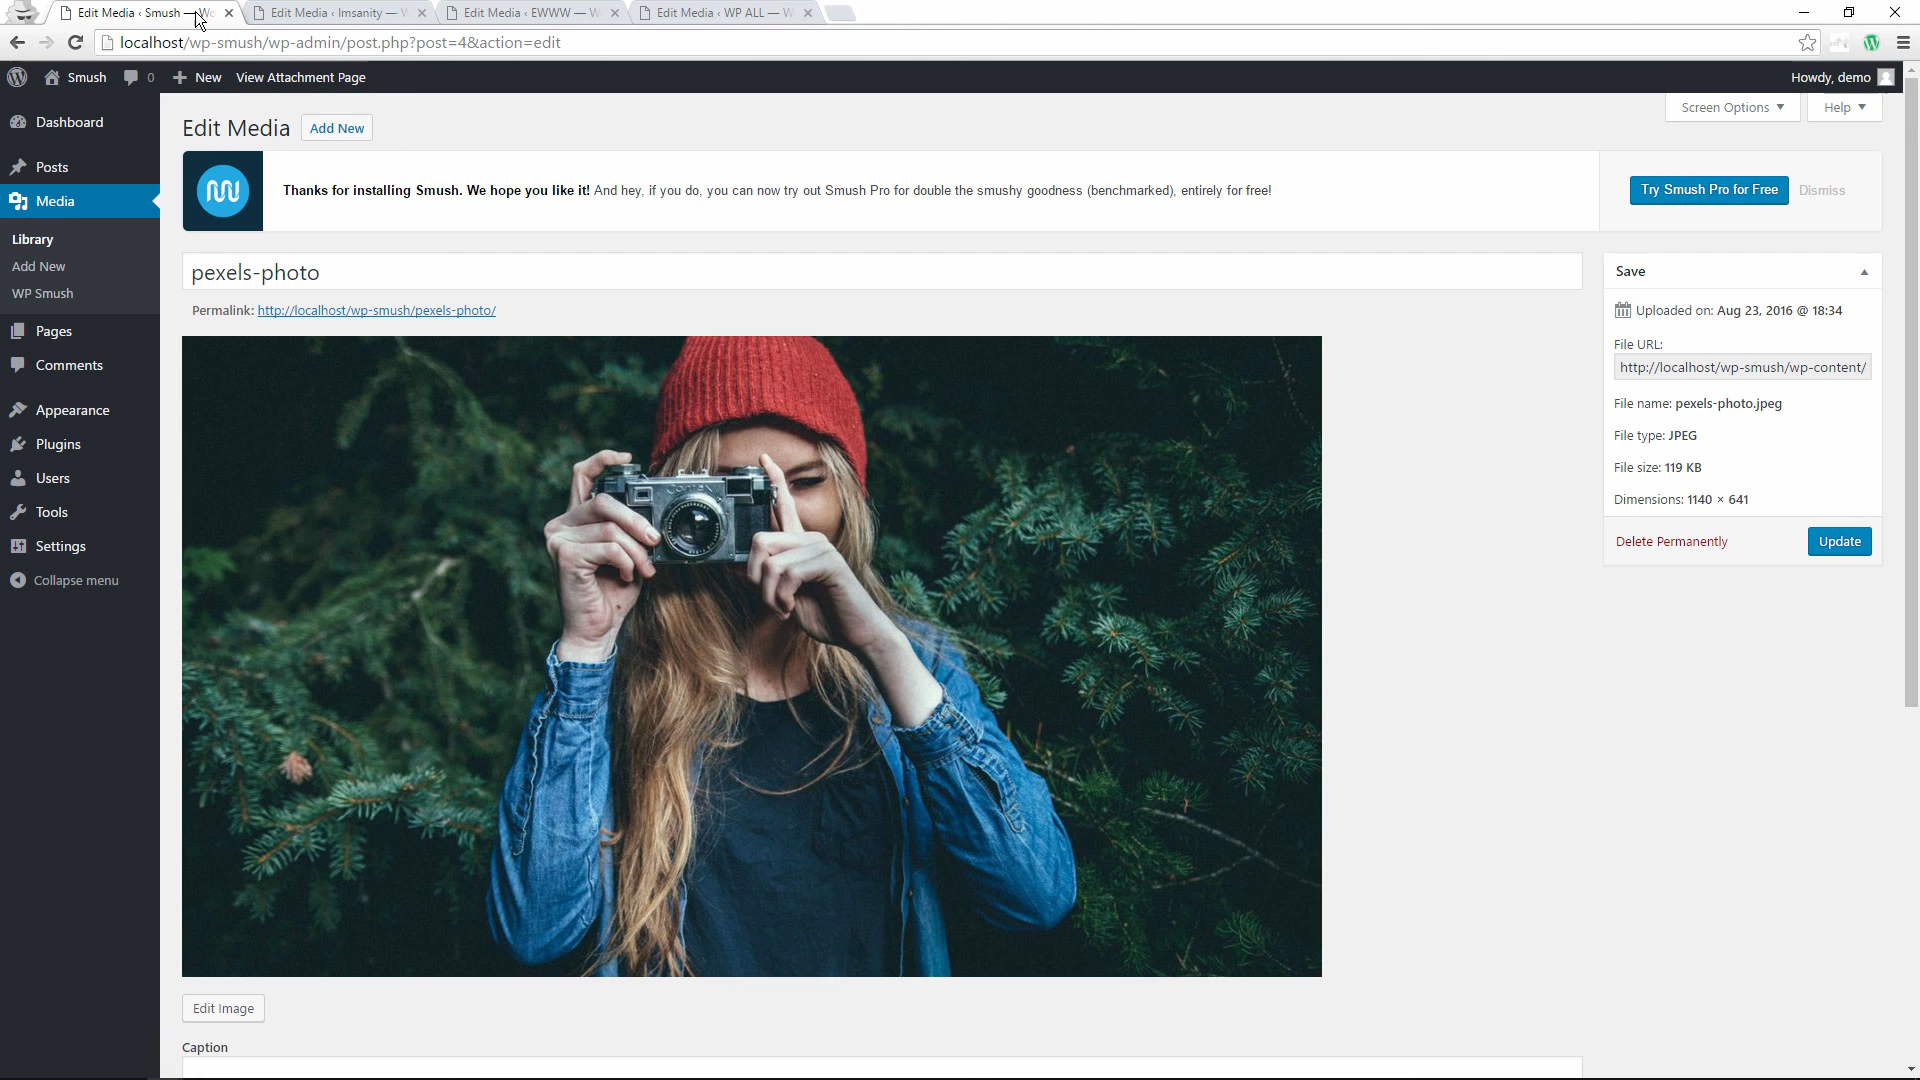 Edit Media ‹ Smush — Wo
Edit Media ‹ Imsanity — W
Edit Media ‹ EWWW — W
Edit Media ‹ WP ALL — W
localhost/wp-smush/wp-admin/post.php?post=4&action=edit
Smush 0 New View Attachment Page Howdy, demo
Screen Options Help
Dashboard
Posts
Media
Library
Add New
WP Smush
Pages
Comments
Appearance
Plugins
Users
Tools
Settings
Collapse menu
Edit Media Add New
Thanks for installing Smush. We hope you like it! And hey, if you do, you can now try out Smush Pro for double the smushy goodness (benchmarked), entirely for free!
Try Smush Pro for Free Dismiss
pexels-photo
Permalink: http://localhost/wp-smush/pexels-photo/
CONTAX
Edit Image
Caption
Save
Uploaded on: Aug 23, 2016 @ 18:34
File URL:
http://localhost/wp-smush/wp-content/
File name: pexels-photo.jpeg
File type: JPEG
File size: 119 KB
Dimensions: 1140 × 641
Delete Permanently Update